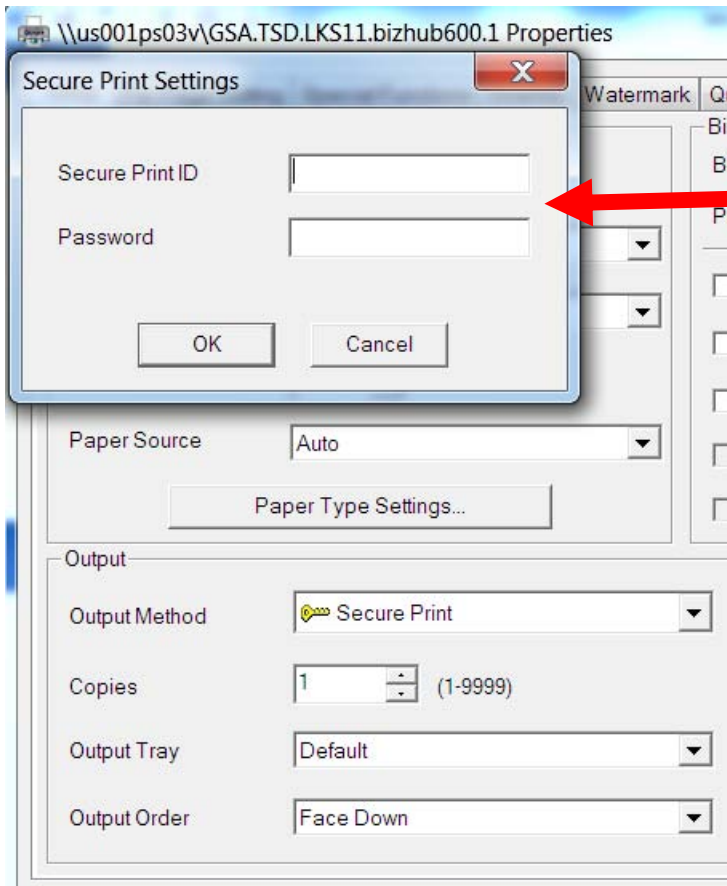 \\us001ps03v\GSA.TSD.LKS11.bizhub600.1 Properties
Secure Print Settings
Watermark
Secure Print ID
Password
OK
Cancel
Paper Source
Auto
Paper Type Settings...
Output
Output Method
Secure Print
Copies
1
(1-9999)
Output Tray
Default
Output Order
Face Down